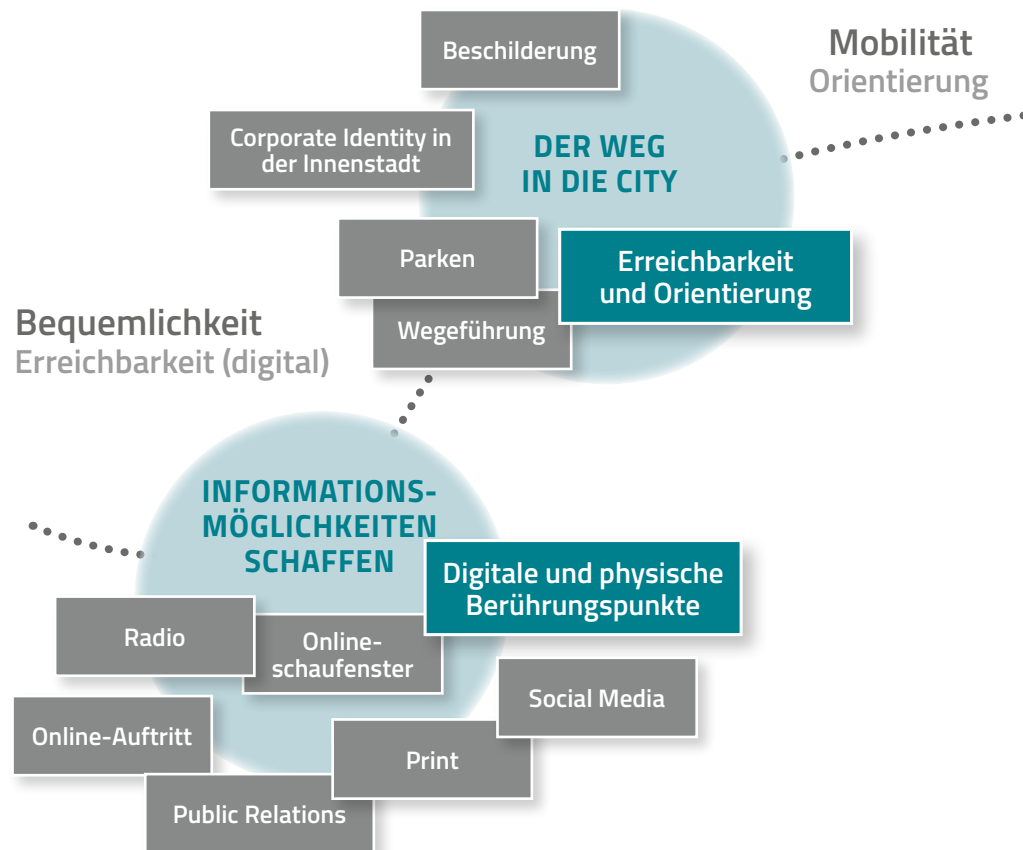 Beschilderung
Mobilität
Orientierung
Corporate Identity in
der Innenstadt
DER WEG
IN DIE CITY
Parken
Erreichbarkeit
und Orientierung
Wegeführung
Bequemlichkeit
Erreichbarkeit (digital)
INFORMATIONS-
MÖGLICHKEITEN
SCHAFFEN
Digitale und physische
Berührungspunkte
Radio
Online-
schaufenster
Social Media
Online-Auftritt
Print
Public Relations